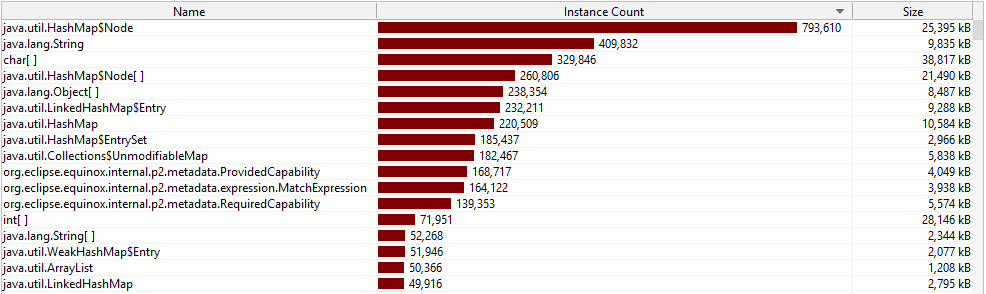 Name Instance Count Size
java.util.HashMap$Node 793,610 25,395 kB
java.lang.String 409,832 9,835 kB
char[ ] 329,846 38,817 kB
java.util.HashMap$Node[ ] 260,806 21,490 kB
java.lang.Object[ ] 238,354 8,487 kB
java.util.LinkedHashMap$Entry 232,211 9,288 kB
java.util.HashMap 220,509 10,584 kB
java.util.HashMap$EntrySet 185,437 2,966 kB
java.util.Collections$UnmodifiableMap 182,467 5,838 kB
org.eclipse.equinox.internal.p2.metadata.ProvidedCapability 168,717 4,049 kB
org.eclipse.equinox.internal.p2.metadata.expression.MatchExpression 164,122 3,938 kB
org.eclipse.equinox.internal.p2.metadata.RequiredCapability 139,353 5,574 kB
int[ ] 71,951 28,146 kB
java.lang.String[ ] 52,268 2,344 kB
java.util.WeakHashMap$Entry 51,946 2,077 kB
java.util.ArrayList 50,366 1,208 kB
java.util.LinkedHashMap 49,916 2,795 kB